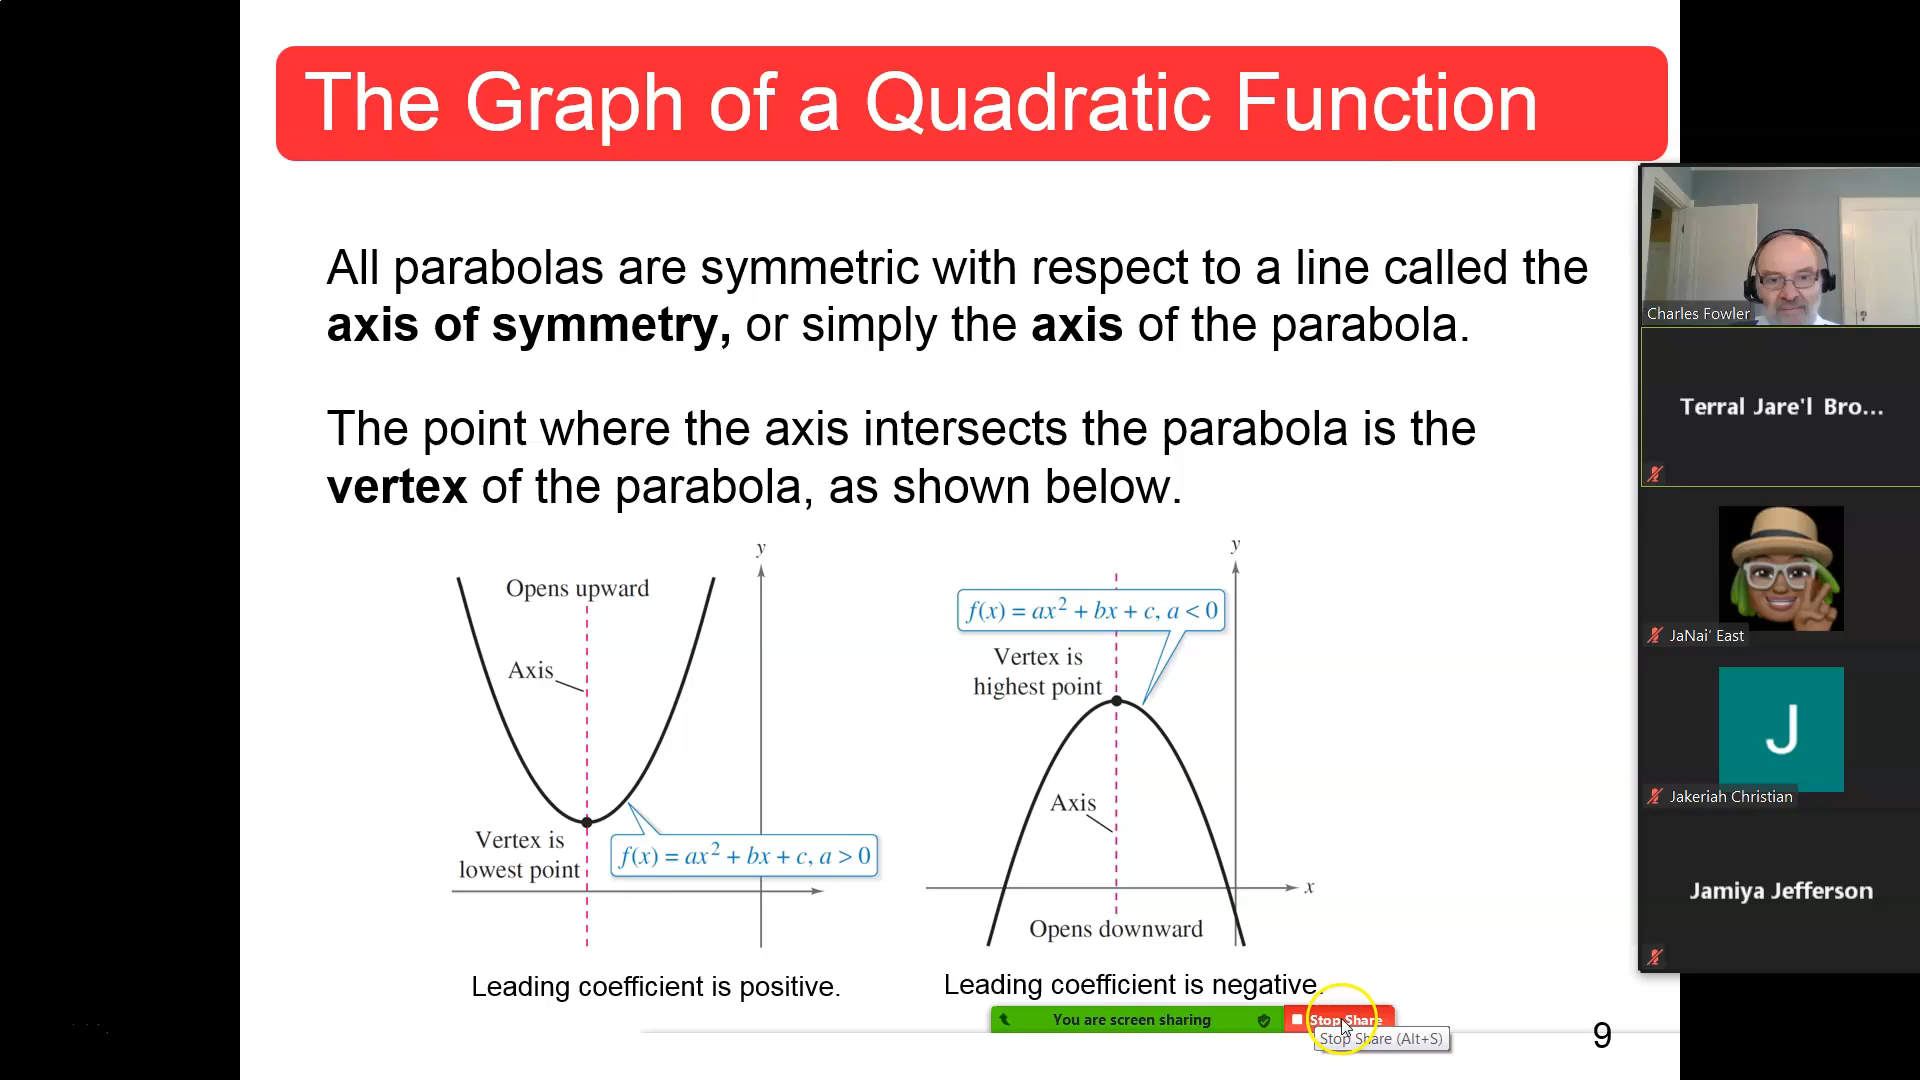 The Graph of a Quadratic Function
All parabolas are symmetric with respect to a line called the
axis of symmetry, or simply the axis of the parabola.
The point where the axis intersects the parabola is the
vertex of the parabola, as shown below.
y
Opens upward
Axis
Vertex is
lowest point
f(x) = ax² + bx + c, a > 0
Leading coefficient is positive.
y
f(x) = ax² + bx + c, a < 0
Vertex is
highest point
Axis
x
Opens downward
Leading coefficient is negative.
You are screen sharing
Stop Share
Stop Share (Alt+S)
9
Charles Fowler
Terral Jare'l Bro...
JaNai' East
J
Jakeriah Christian
Jamiya Jefferson